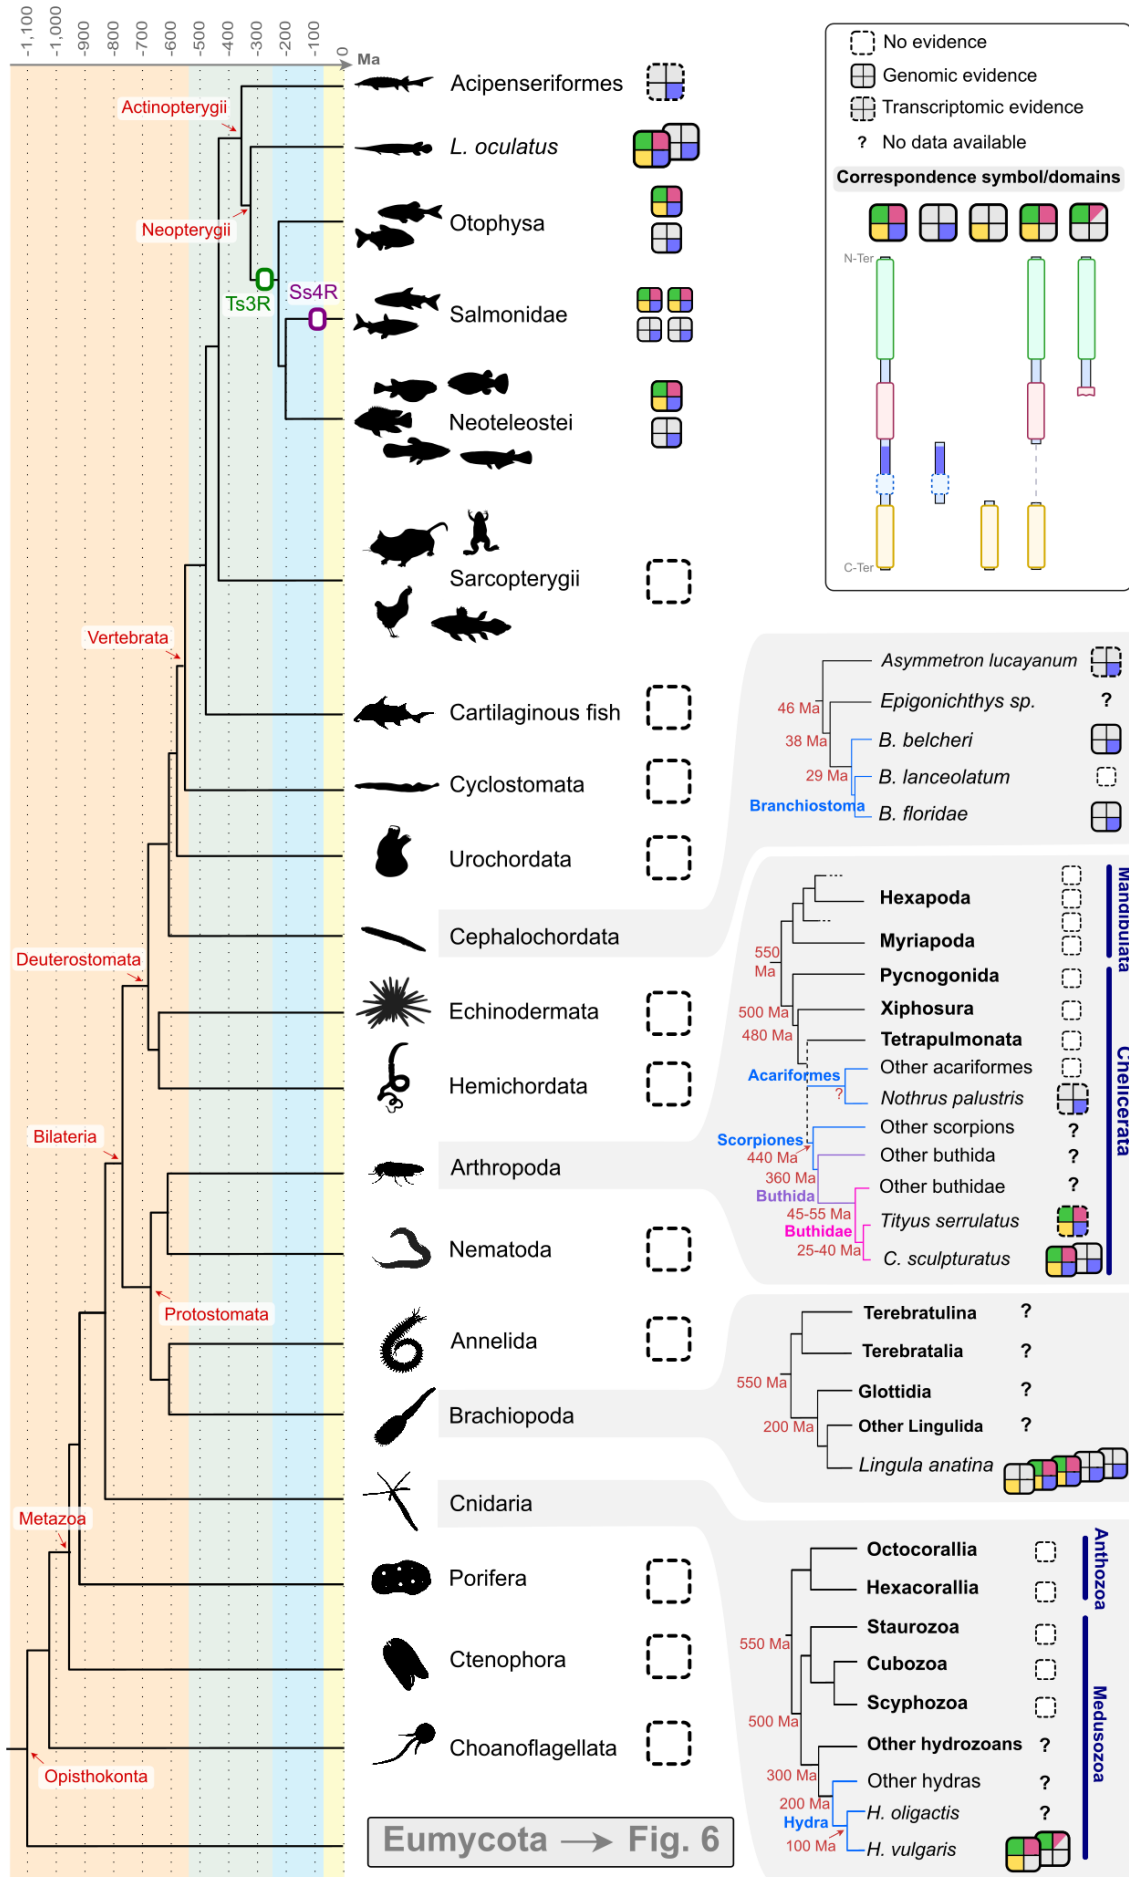 -1,100
-1,000
-900
-800
-700
-600
-500
-400
-300
-200
-100
0
Ma
Actinopterygii
Neopterygii
Ts3R
Ss4R
Vertebrata
Deuterostomata
Bilateria
Protostomata
Metazoa
Opisthokonta
Acipenseriformes
L. oculatus
Otophysa
Salmonidae
Neoteleostei
Sarcopterygii
Cartilaginous fish
Cyclostomata
Urochordata
Cephalochordata
Echinodermata
Hemichordata
Arthropoda
Nematoda
Annelida
Brachiopoda
Cnidaria
Porifera
Ctenophora
Choanoflagellata
Eumycota → Fig. 6
No evidence
Genomic evidence
Transcriptomic evidence
? No data available
Correspondence symbol/domains
N-Ter
C-Ter
Asymmetron lucayanum
Epigonichthys sp. ?
46 Ma
38 Ma
B. belcheri
29 Ma
B. lanceolatum
Branchiostoma
B. floridae
Mandibulata
Hexapoda
Myriapoda
550
Ma
Chelicerata
Pycnogonida
500 Ma
Xiphosura
480 Ma
Tetrapulmonata
Acariformes
Other acariformes
?
Nothrus palustris
Scorpiones
Other scorpions ?
440 Ma
Other buthida ?
360 Ma
Buthida
Other buthidae ?
45-55 Ma
Buthidae
Tityus serrulatus
25-40 Ma
C. sculpturatus
Terebratulina ?
Terebratalia ?
550 Ma
Glottidia ?
200 Ma
Other Lingulida ?
Lingula anatina
Anthozoa
Octocorallia
Hexacorallia
550 Ma
Medusozoa
Staurozoa
Cubozoa
Scyphozoa
500 Ma
Other hydrozoans ?
300 Ma
Other hydras ?
200 Ma
Hydra
H. oligactis ?
100 Ma
H. vulgaris